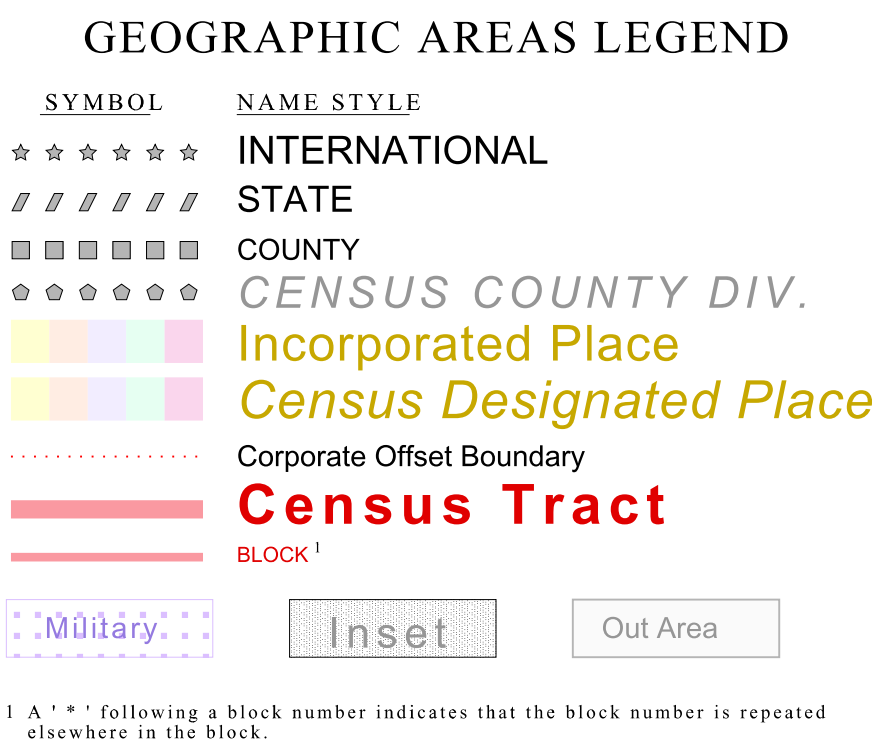 GEOGRAPHIC AREAS LEGEND
SYMBOL NAME STYLE
INTERNATIONAL
STATE
COUNTY
CENSUS COUNTY DIV.
Incorporated Place
Census Designated Place
Corporate Offset Boundary
Census Tract
BLOCK 1
Military Inset Out Area
1 A ' * ' following a block number indicates that the block number is repeated
elsewhere in the block.